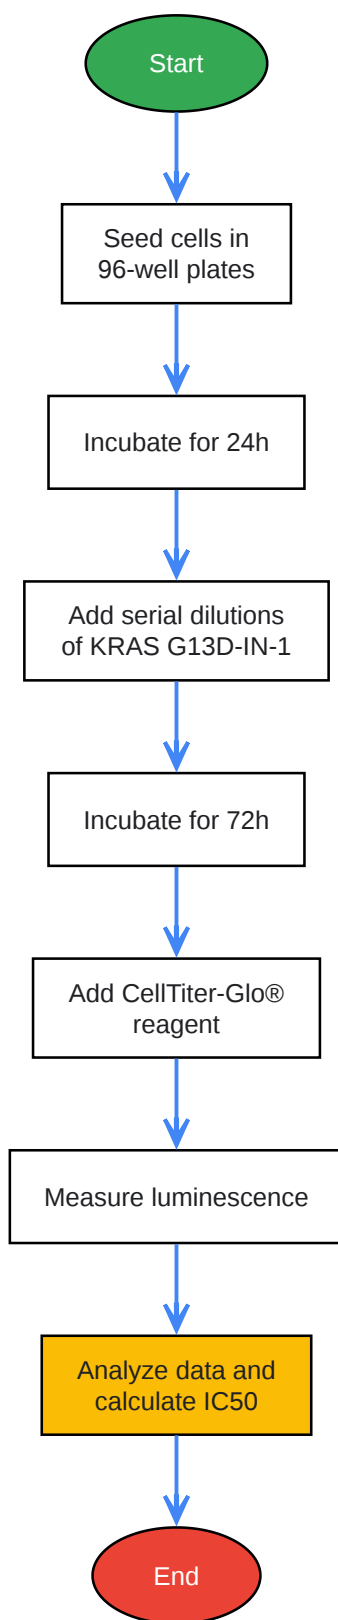 Start
Seed cells in
96-well plates
Incubate for 24h
Add serial dilutions
of KRAS G13D-IN-1
Incubate for 72h
Add CellTiter-Glo®
reagent
Measure luminescence
Analyze data and
calculate IC50
End